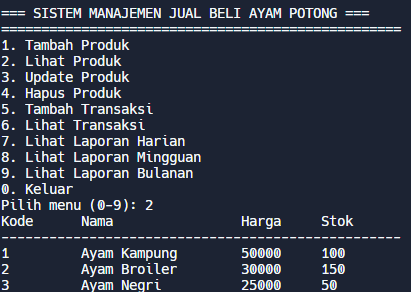 === SISTEM MANAJEMEN JUAL BELI AYAM POTONG ===
==================================================
1. Tambah Produk
2. Lihat Produk
3. Update Produk
4. Hapus Produk
5. Tambah Transaksi
6. Lihat Transaksi
7. Lihat Laporan Harian
8. Lihat Laporan Mingguan
9. Lihat Laporan Bulanan
0. Keluar
Pilih menu (0-9): 2
Kode      Nama                Harga     Stok
--------------------------------------------------
1         Ayam Kampung        50000     100
2         Ayam Broiler        30000     150
3         Ayam Negri          25000     50